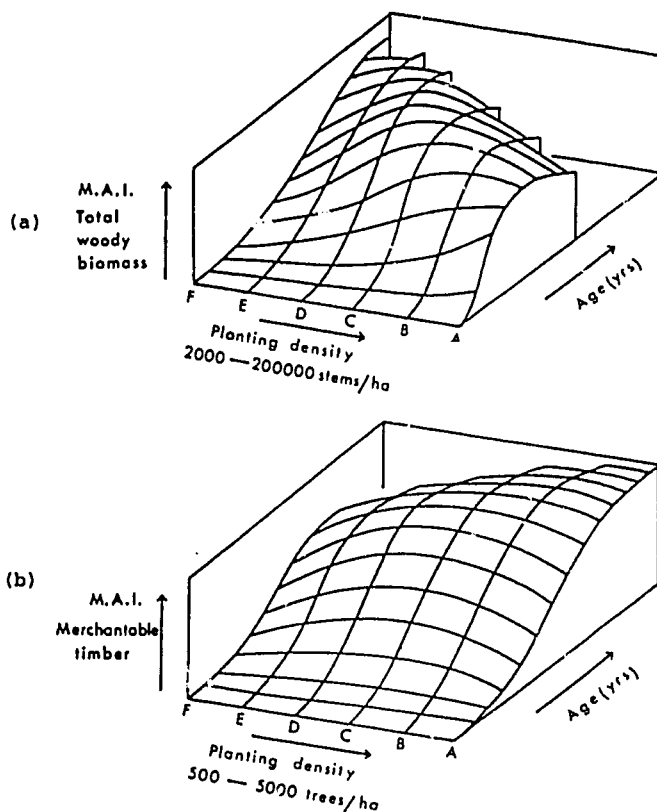 (a)
M.A.I.
Total
woody
biomass
F E D C B A
Planting density
2000 — 200000 stems/ha
Age (yrs)
(b)
M.A.I.
Merchantable
timber
F E D C B A
Planting density
500 — 5000 trees/ha
Age (yrs)